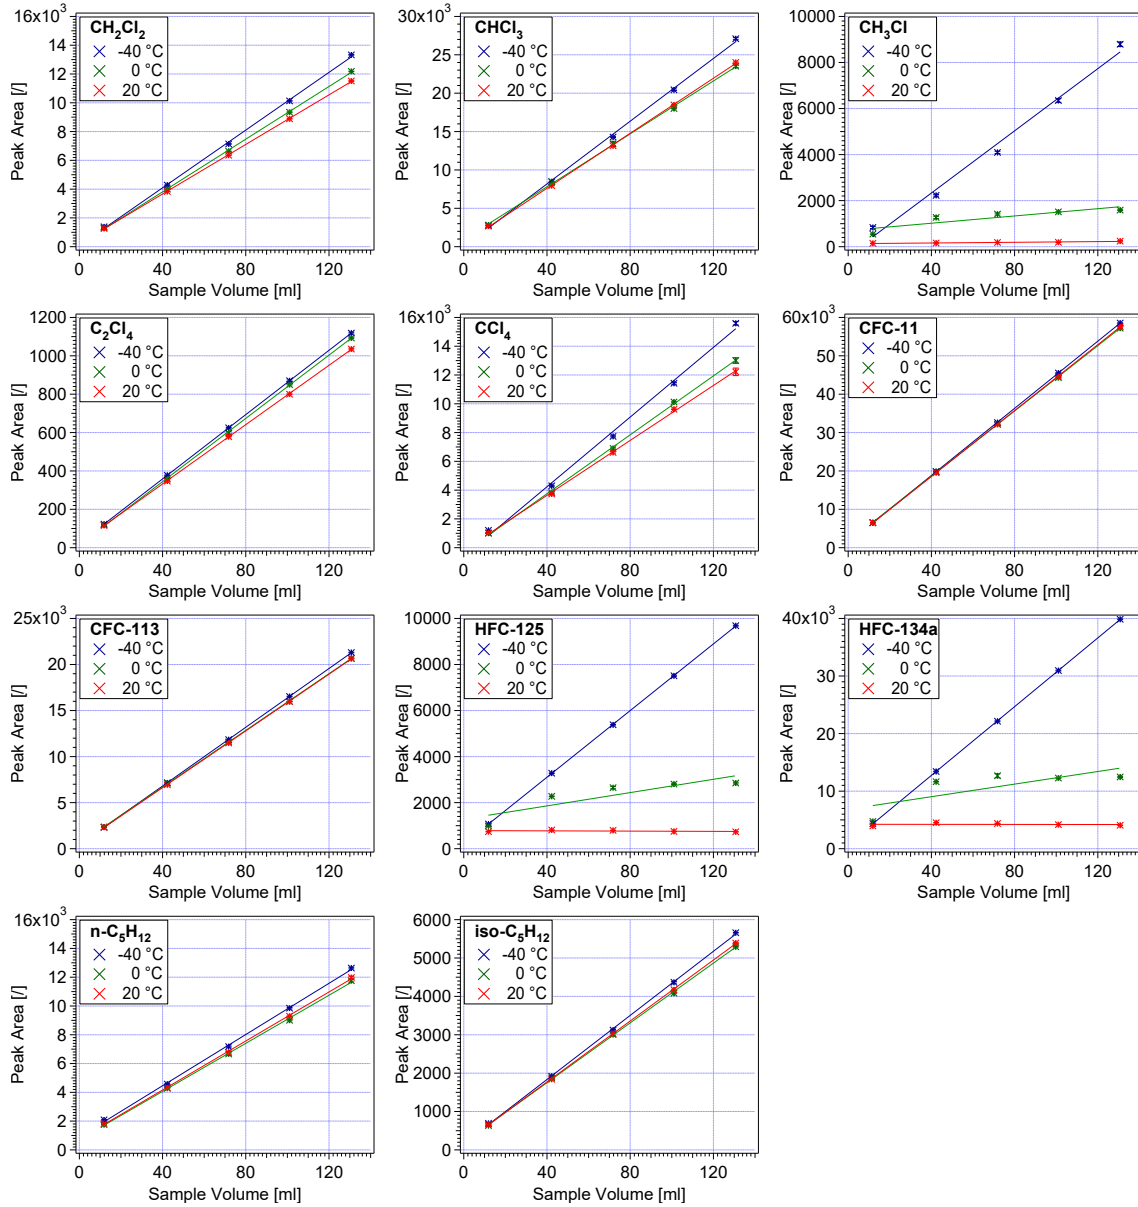 16x10³
14
12
10
8
6
4
2
0
Peak Area [/]
CH₂Cl₂
-40 °C
0 °C
20 °C
0 40 80 120
Sample Volume [ml]
30x10³
25
20
15
10
5
0
Peak Area [/]
CHCl₃
-40 °C
0 °C
20 °C
0 40 80 120
Sample Volume [ml]
10000
8000
6000
4000
2000
0
Peak Area [/]
CH₃Cl
-40 °C
0 °C
20 °C
0 40 80 120
Sample Volume [ml]
1200
1000
800
600
400
200
0
Peak Area [/]
C₂Cl₄
-40 °C
0 °C
20 °C
0 40 80 120
Sample Volume [ml]
16x10³
14
12
10
8
6
4
2
0
Peak Area [/]
CCl₄
-40 °C
0 °C
20 °C
0 40 80 120
Sample Volume [ml]
60x10³
50
40
30
20
10
0
Peak Area [/]
CFC-11
-40 °C
0 °C
20 °C
0 40 80 120
Sample Volume [ml]
25x10³
20
15
10
5
0
Peak Area [/]
CFC-113
-40 °C
0 °C
20 °C
0 40 80 120
Sample Volume [ml]
10000
8000
6000
4000
2000
0
Peak Area [/]
HFC-125
-40 °C
0 °C
20 °C
0 40 80 120
Sample Volume [ml]
40x10³
30
20
10
0
Peak Area [/]
HFC-134a
-40 °C
0 °C
20 °C
0 40 80 120
Sample Volume [ml]
16x10³
14
12
10
8
6
4
2
0
Peak Area [/]
n-C₅H₁₂
-40 °C
0 °C
20 °C
0 40 80 120
Sample Volume [ml]
6000
5000
4000
3000
2000
1000
0
Peak Area [/]
iso-C₅H₁₂
-40 °C
0 °C
20 °C
0 40 80 120
Sample Volume [ml]